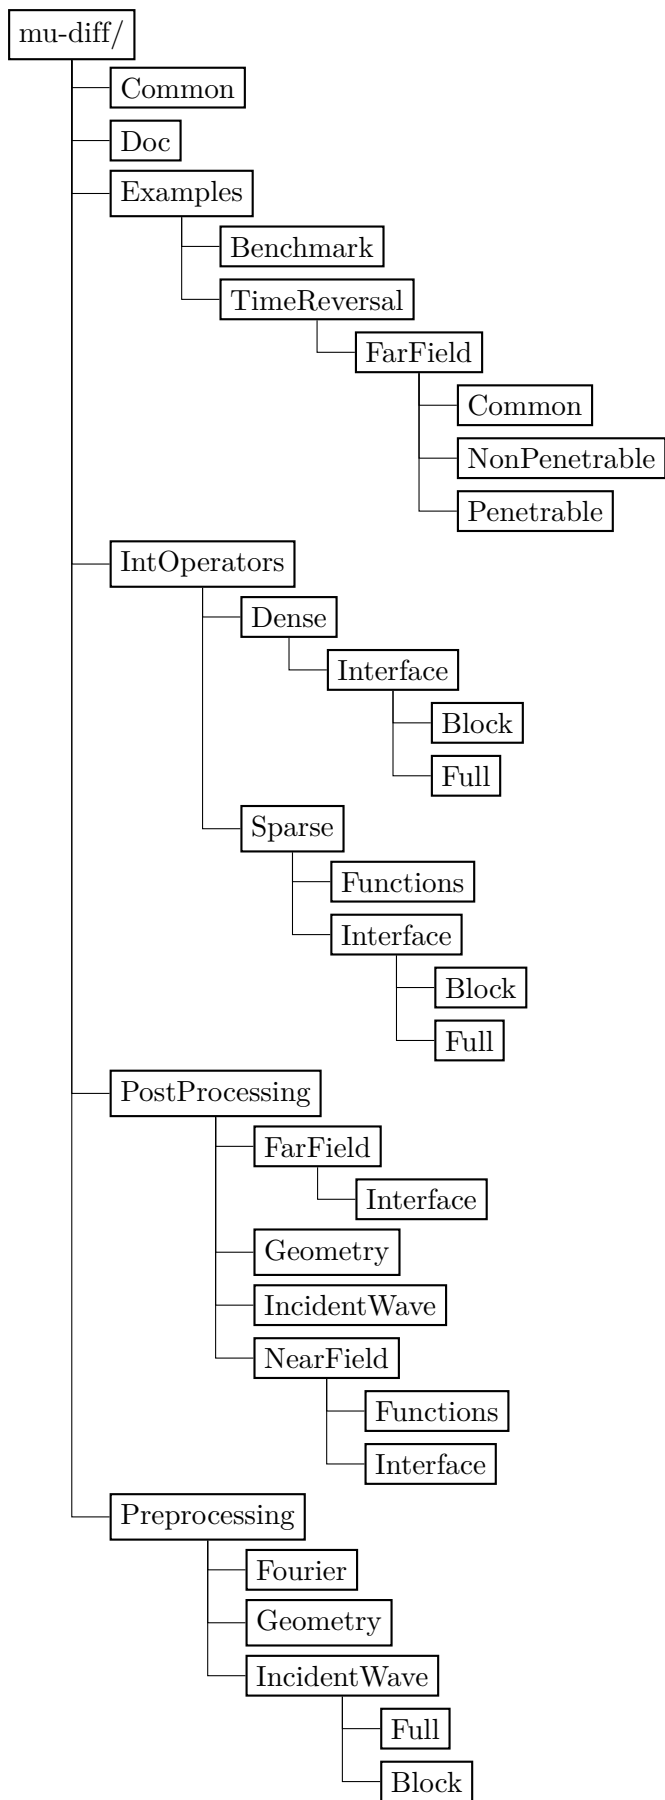 mu-diff/
Common
Doc
Examples
Benchmark
TimeReversal
FarField
Common
NonPenetrable
Penetrable
IntOperators
Dense
Interface
Block
Full
Sparse
Functions
Interface
Block
Full
PostProcessing
FarField
Interface
Geometry
IncidentWave
NearField
Functions
Interface
Preprocessing
Fourier
Geometry
IncidentWave
Full
Block